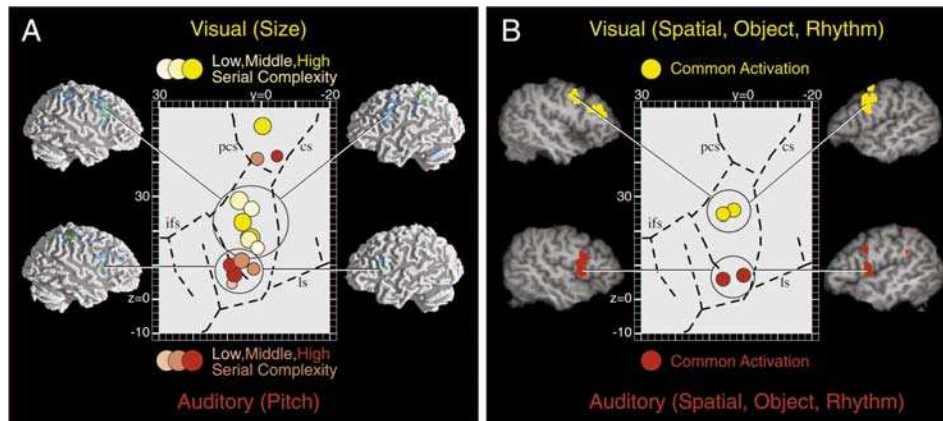 A
Visual (Size)
Low,Middle,High
Serial Complexity
30
y=0
-20
pcs
cs
30
ifs
ls
z=0
-10
Low,Middle,High
Serial Complexity
Auditory (Pitch)
B
Visual (Spatial, Object, Rhythm)
Common Activation
30
y=0
-20
pcs
cs
30
ifs
ls
z=0
-10
Common Activation
Auditory (Spatial, Object, Rhythm)